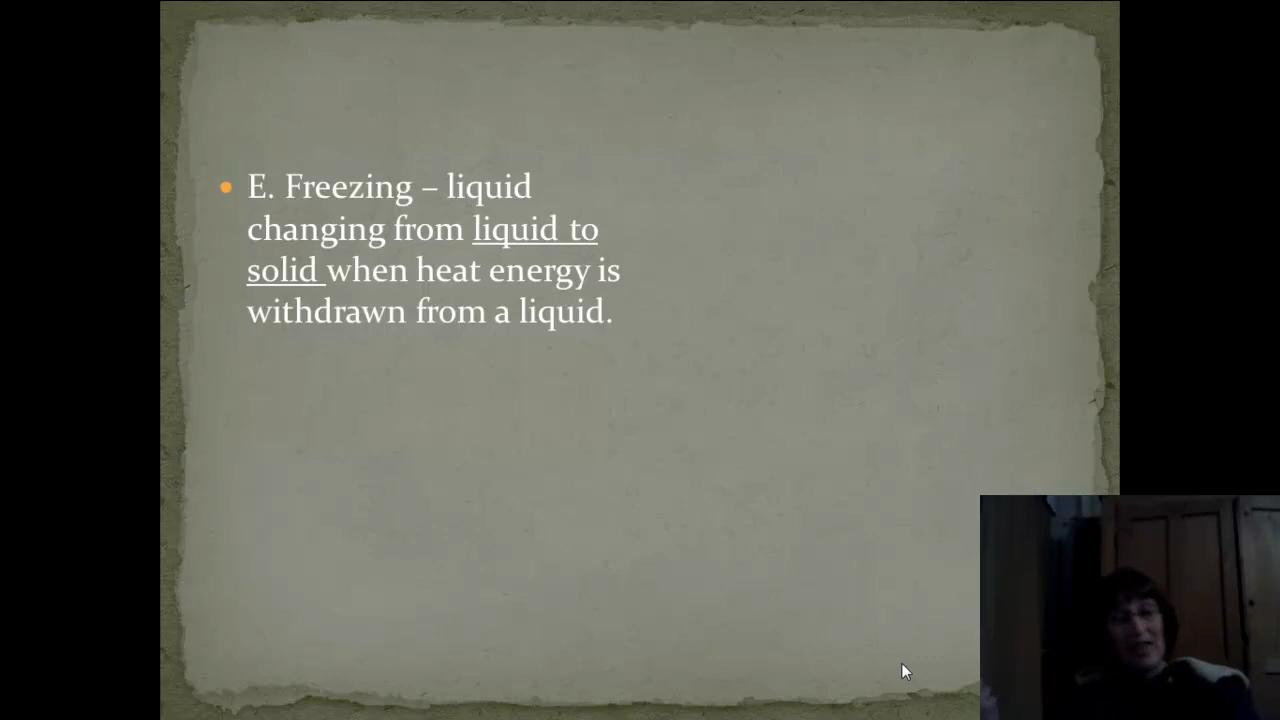 • E. Freezing – liquid
changing from liquid to
solid when heat energy is
withdrawn from a liquid.